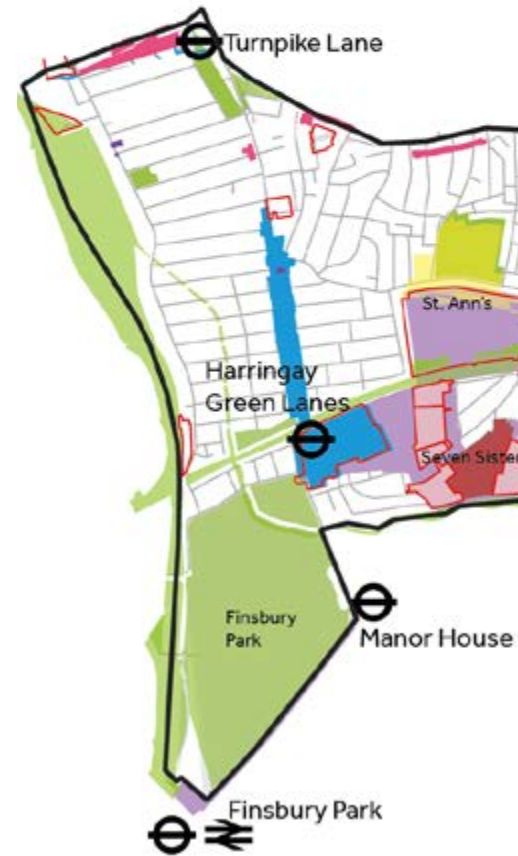 Turnpike Lane
St. Ann's
Harringay
Green Lanes
Seven Sister
Finsbury
Park
Manor House
Finsbury Park